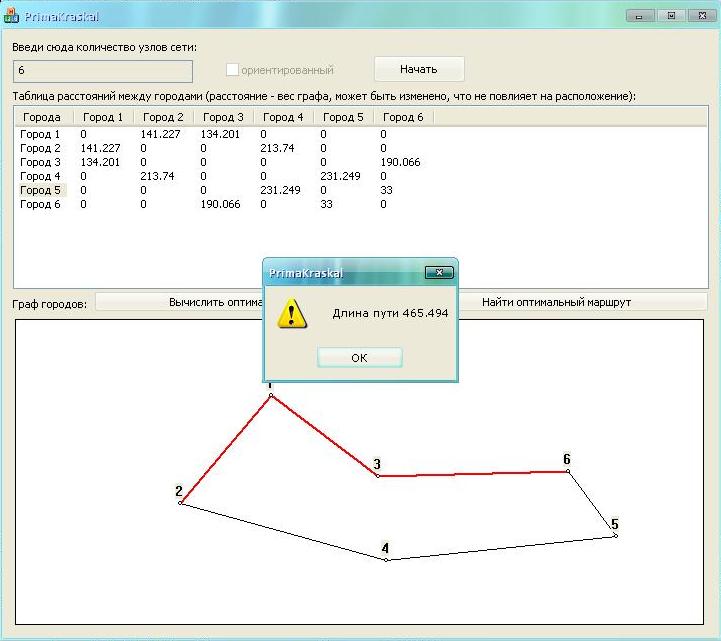 PrimaKraskal
Введи сюда количество узлов сети:
6
ориентированный
Начать
Таблица расстояний между городами (расстояние - вес графа, может быть изменено, что не повлияет на расположение):
Города Город 1 Город 2 Город 3 Город 4 Город 5 Город 6
Город 1 0 141.227 134.201 0 0 0
Город 2 141.227 0 0 213.74 0 0
Город 3 134.201 0 0 0 0 190.066
Город 4 0 213.74 0 0 231.249 0
Город 5 0 0 0 231.249 0 33
Город 6 0 0 190.066 0 33 0
PrimaKraskal
Длина пути 465.494
OK
Граф городов:
Вычислить оптима
Найти оптимальный маршрут
1
3
6
2
5
4